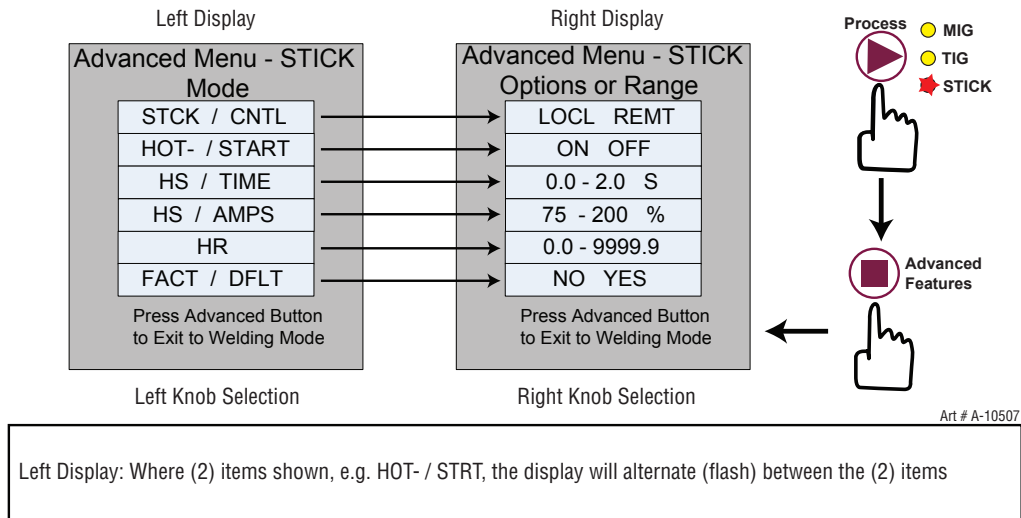 Left Display
Right Display
Advanced Menu - STICK
Mode
STCK / CNTL
HOT- / START
HS / TIME
HS / AMPS
HR
FACT / DFLT
Press Advanced Button
to Exit to Welding Mode
Left Knob Selection
Advanced Menu - STICK
Options or Range
LOCL REMT
ON OFF
0.0 - 2.0 S
75 - 200 %
0.0 - 9999.9
NO YES
Press Advanced Button
to Exit to Welding Mode
Right Knob Selection
Process
MIG
TIG
STICK
Advanced
Features
Art # A-10507
Left Display: Where (2) items shown, e.g. HOT- / STRT, the display will alternate (flash) between the (2) items